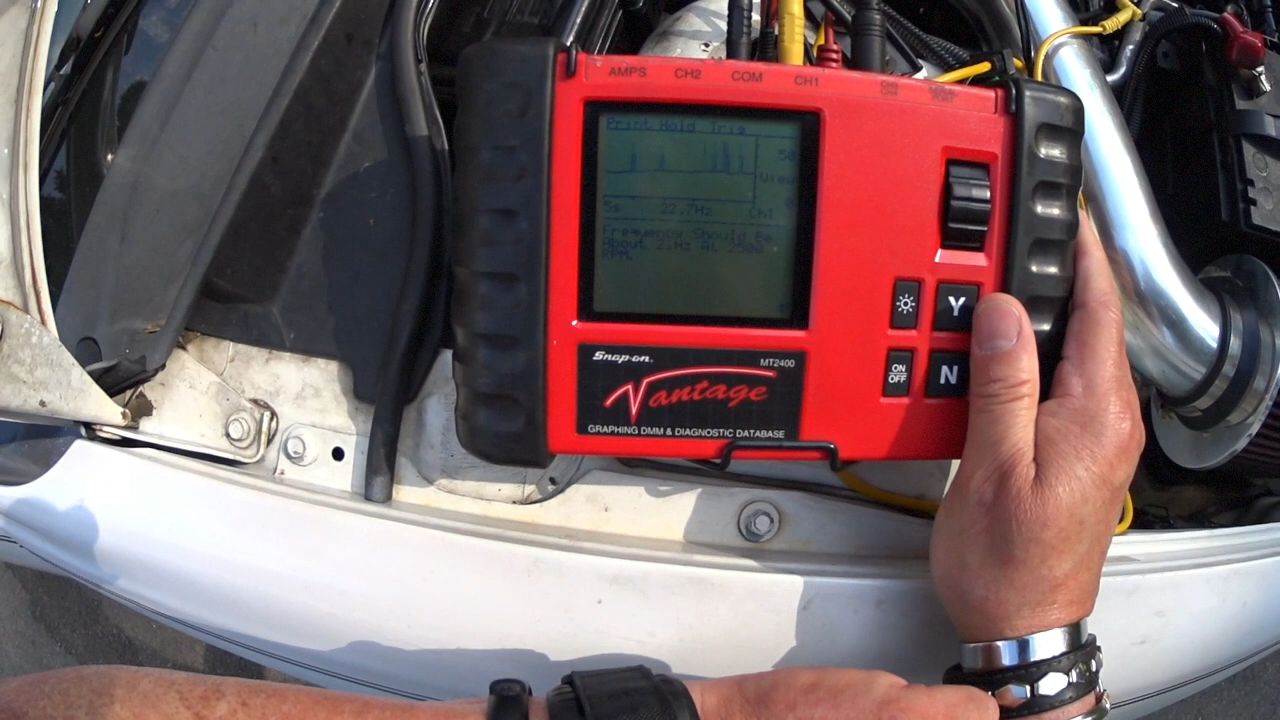 AMPS CH2 COM CH1
Print Hold Trig
50
5s 22.7Hz Ch1
Frequency Should Be
About 21Hz At 2500
RPM.
Y
ON
OFF
N
Snap-on
MT2400
Vantage
GRAPHING DMM & DIAGNOSTIC DATABASE